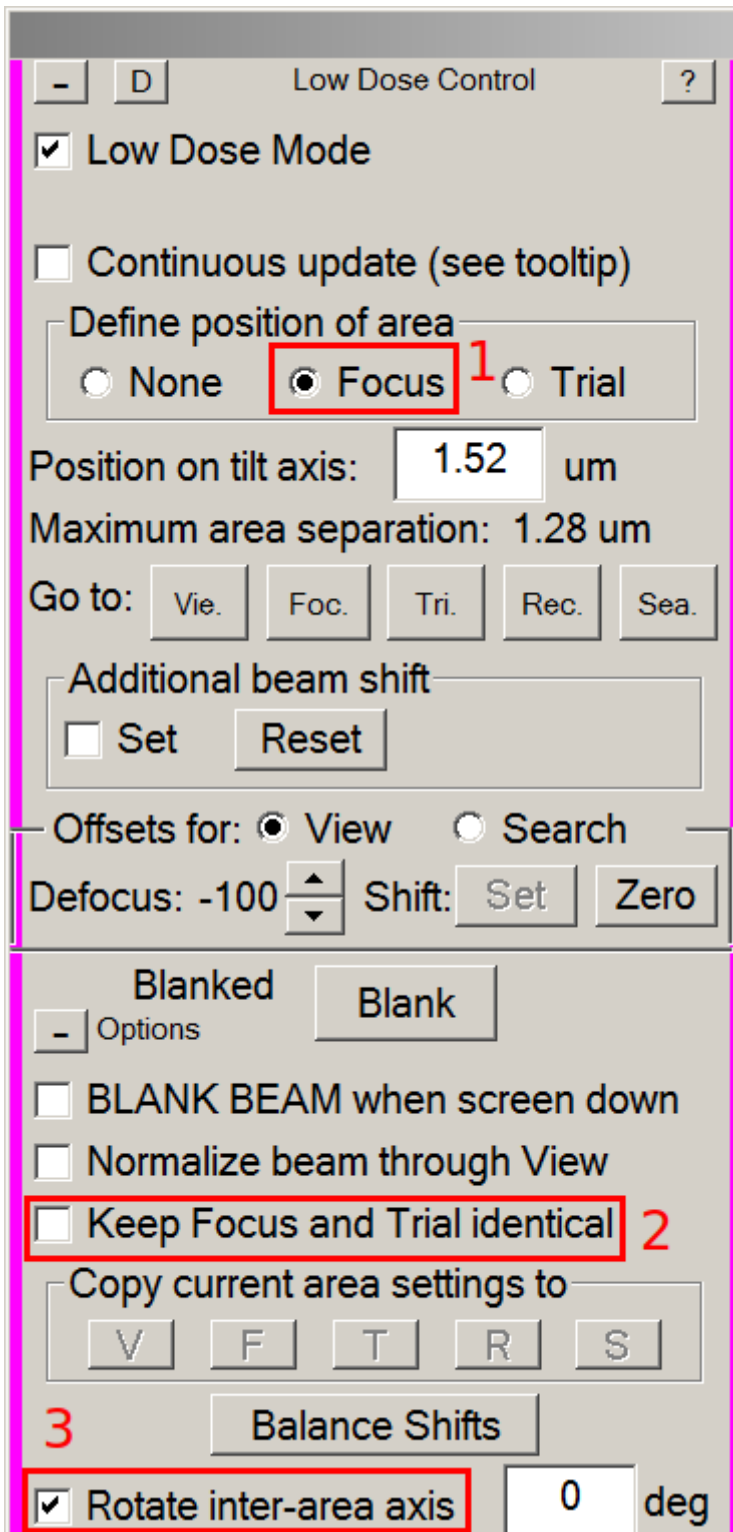 - D Low Dose Control ?
Low Dose Mode
Continuous update (see tooltip)
Define position of area
None Focus 1 Trial
Position on tilt axis: 1.52 um
Maximum area separation: 1.28 um
Go to: Vie. Foc. Tri. Rec. Sea.
Additional beam shift
Set Reset
Offsets for: View Search
Defocus: -100 Shift: Set Zero
Blanked Blank
- Options
BLANK BEAM when screen down
Normalize beam through View
Keep Focus and Trial identical 2
Copy current area settings to
V F T R S
3 Balance Shifts
Rotate inter-area axis 0 deg